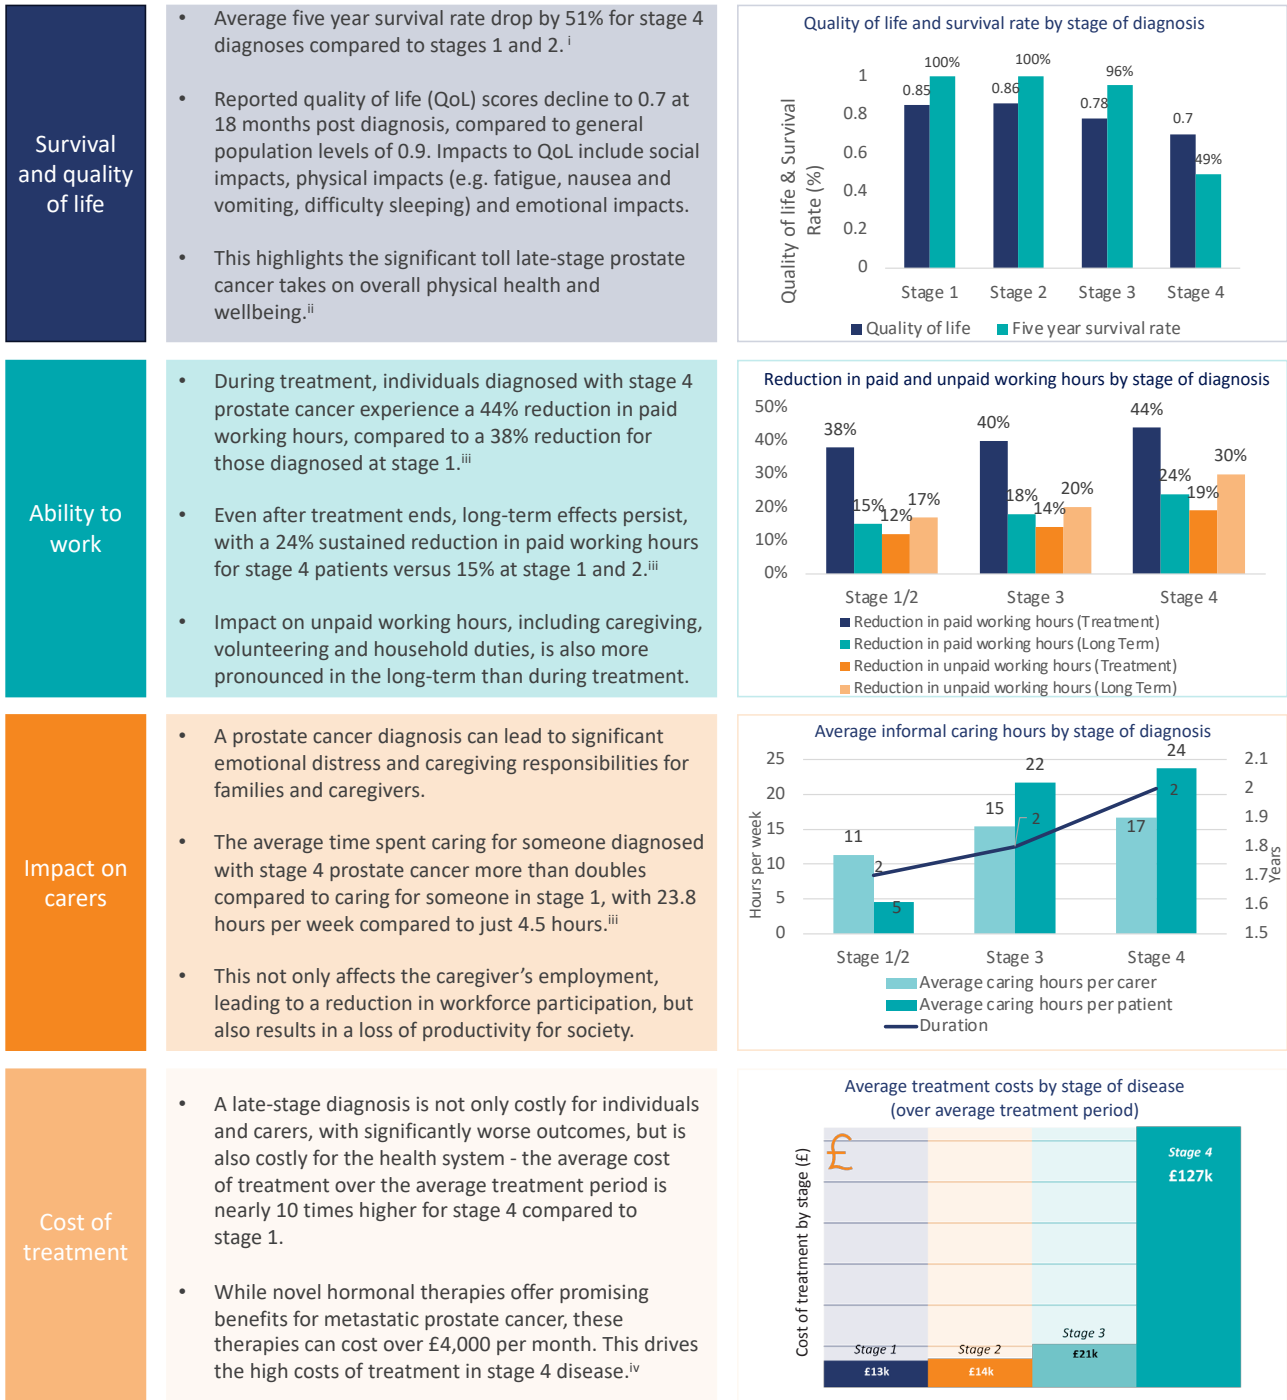 Survival
and quality
of life
• Average five year survival rate drop by 51% for stage 4
diagnoses compared to stages 1 and 2. i
• Reported quality of life (QoL) scores decline to 0.7 at
18 months post diagnosis, compared to general
population levels of 0.9. Impacts to QoL include social
impacts, physical impacts (e.g. fatigue, nausea and
vomiting, difficulty sleeping) and emotional impacts.
• This highlights the significant toll late-stage prostate
cancer takes on overall physical health and
wellbeing.ii
Quality of life and survival rate by stage of diagnosis
Quality of life & Survival
Rate (%)
1
0.8
0.6
0.4
0.2
0
0.85
100%
0.86
100%
0.78
96%
0.7
49%
Stage 1
Stage 2
Stage 3
Stage 4
Quality of life
Five year survival rate
Ability to
work
• During treatment, individuals diagnosed with stage 4
prostate cancer experience a 44% reduction in paid
working hours, compared to a 38% reduction for
those diagnosed at stage 1.iii
• Even after treatment ends, long-term effects persist,
with a 24% sustained reduction in paid working hours
for stage 4 patients versus 15% at stage 1 and 2.iii
• Impact on unpaid working hours, including caregiving,
volunteering and household duties, is also more
pronounced in the long-term than during treatment.
Reduction in paid and unpaid working hours by stage of diagnosis
50%
40%
30%
20%
10%
0%
38%
15%
12%
17%
40%
18%
14%
20%
44%
24%
19%
30%
Stage 1/2
Stage 3
Stage 4
Reduction in paid working hours (Treatment)
Reduction in paid working hours (Long Term)
Reduction in unpaid working hours (Treatment)
Reduction in unpaid working hours (Long Term)
Impact on
carers
• A prostate cancer diagnosis can lead to significant
emotional distress and caregiving responsibilities for
families and caregivers.
• The average time spent caring for someone diagnosed
with stage 4 prostate cancer more than doubles
compared to caring for someone in stage 1, with 23.8
hours per week compared to just 4.5 hours.iii
• This not only affects the caregiver's employment,
leading to a reduction in workforce participation, but
also results in a loss of productivity for society.
Average informal caring hours by stage of diagnosis
Hours per week
25
20
15
10
5
0
11
2
5
15
2
22
17
2
24
2.1
2
1.9
1.8
1.7
1.6
1.5
Years
Stage 1/2
Stage 3
Stage 4
Average caring hours per carer
Average caring hours per patient
Duration
Cost of
treatment
• A late-stage diagnosis is not only costly for individuals
and carers, with significantly worse outcomes, but is
also costly for the health system - the average cost
of treatment over the average treatment period is
nearly 10 times higher for stage 4 compared to
stage 1.
• While novel hormonal therapies offer promising
benefits for metastatic prostate cancer, these
therapies can cost over £4,000 per month. This drives
the high costs of treatment in stage 4 disease.iv
Average treatment costs by stage of disease
(over average treatment period)
Cost of treatment by stage (£)
£
Stage 1
£13k
Stage 2
£14k
Stage 3
£21k
Stage 4
£127k